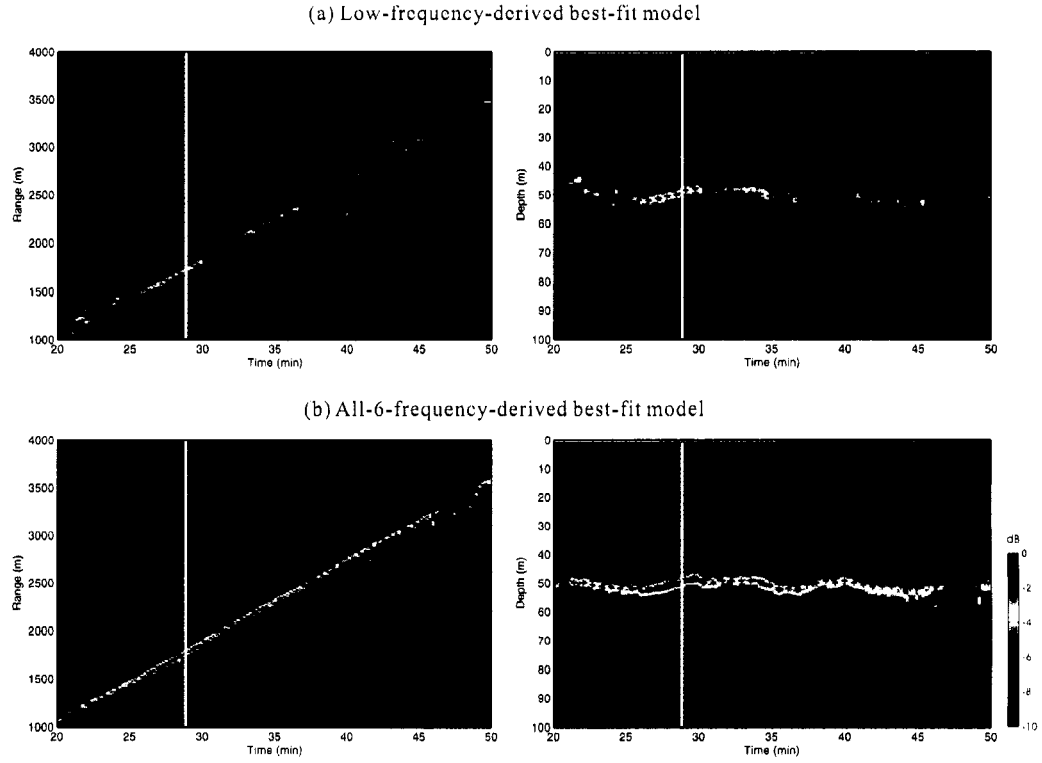 (a) Low-frequency-derived best-fit model
4000
3500
3000
2500
2000
1500
1000
Range (m)
20 25 30 35 40 45 50
Time (min)
0
10
20
30
40
50
60
70
80
90
100
Depth (m)
20 25 30 35 40 45 50
Time (min)
(b) All-6-frequency-derived best-fit model
4000
3500
3000
2500
2000
1500
1000
Range (m)
20 25 30 35 40 45 50
Time (min)
0
10
20
30
40
50
60
70
80
90
100
Depth (m)
20 25 30 35 40 45 50
Time (min)
dB
0
-2
-4
-6
-8
-10